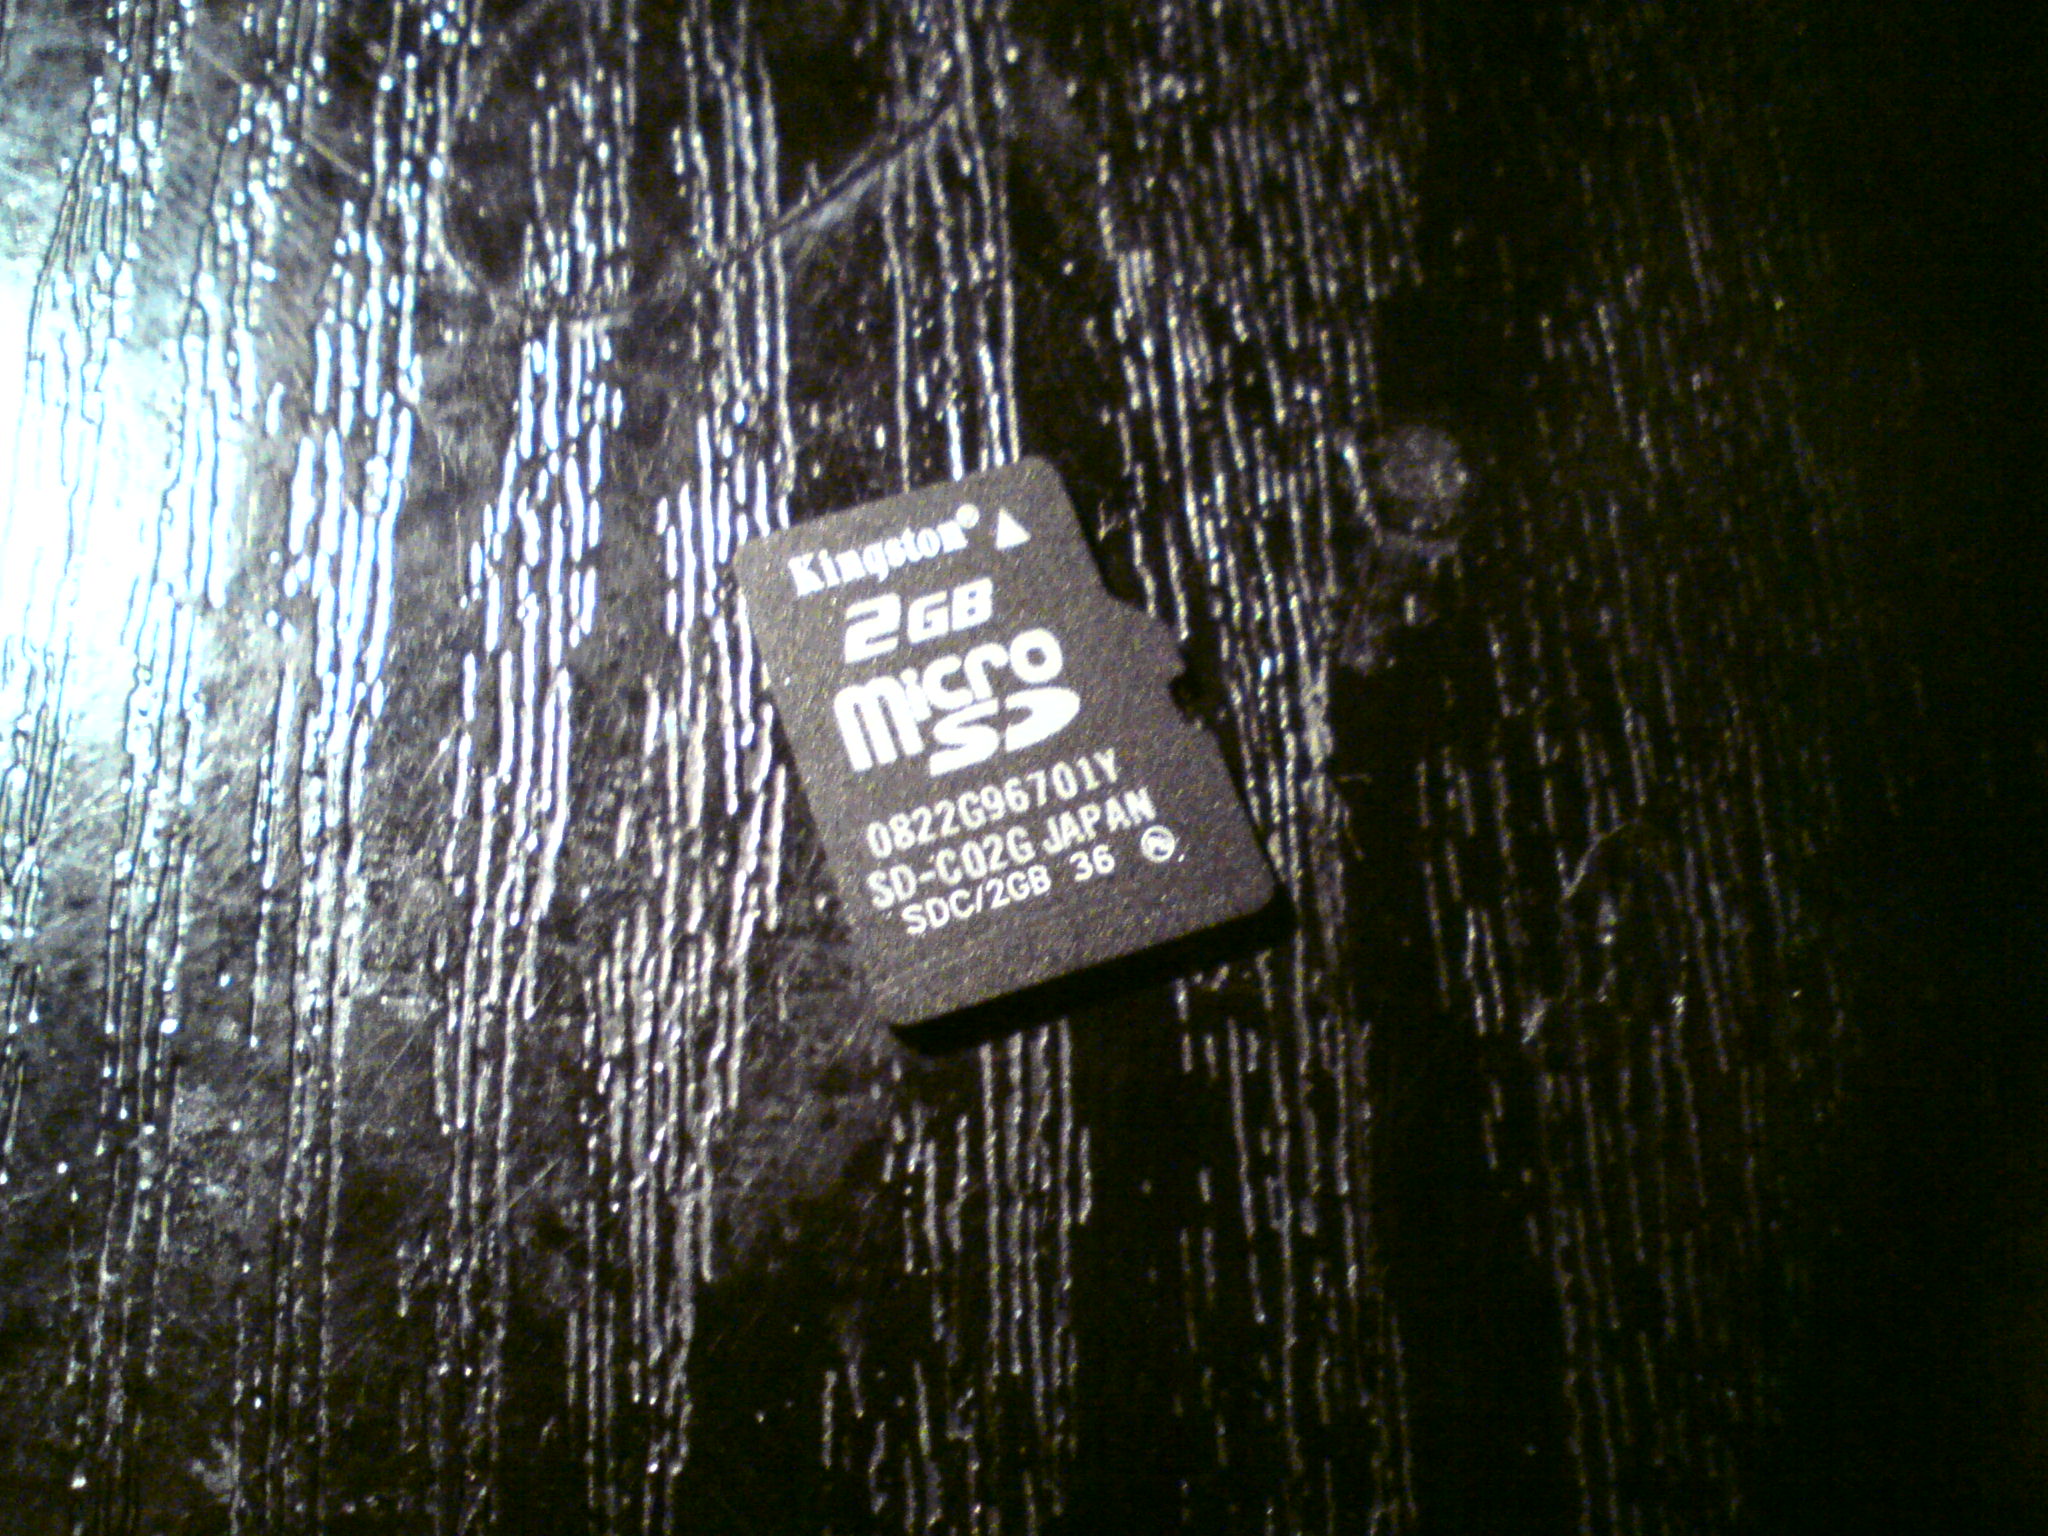 Kingston®
2GB
micro
SD
0822G96701Y
SD-C02G JAPAN
SDC/2GB 36